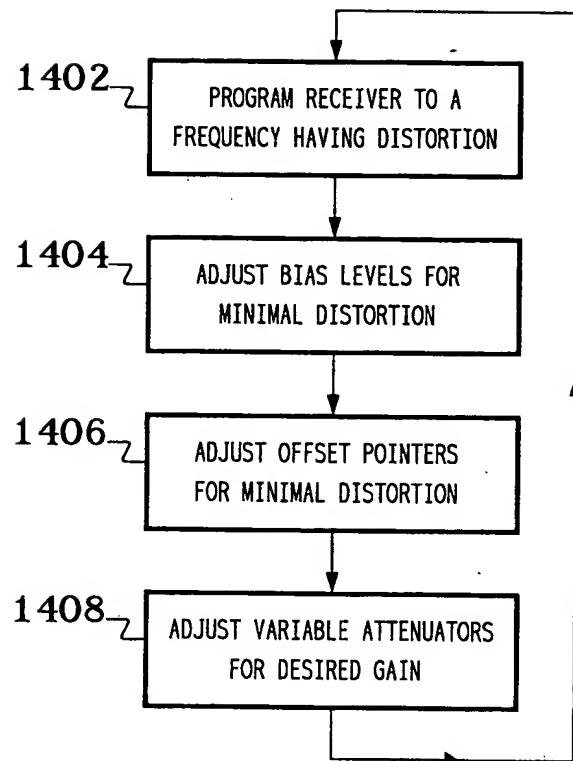 1402
PROGRAM RECEIVER TO A
FREQUENCY HAVING DISTORTION
1404
ADJUST BIAS LEVELS FOR
MINIMAL DISTORTION
1406
ADJUST OFFSET POINTERS
FOR MINIMAL DISTORTION
1408
ADJUST VARIABLE ATTENUATORS
FOR DESIRED GAIN